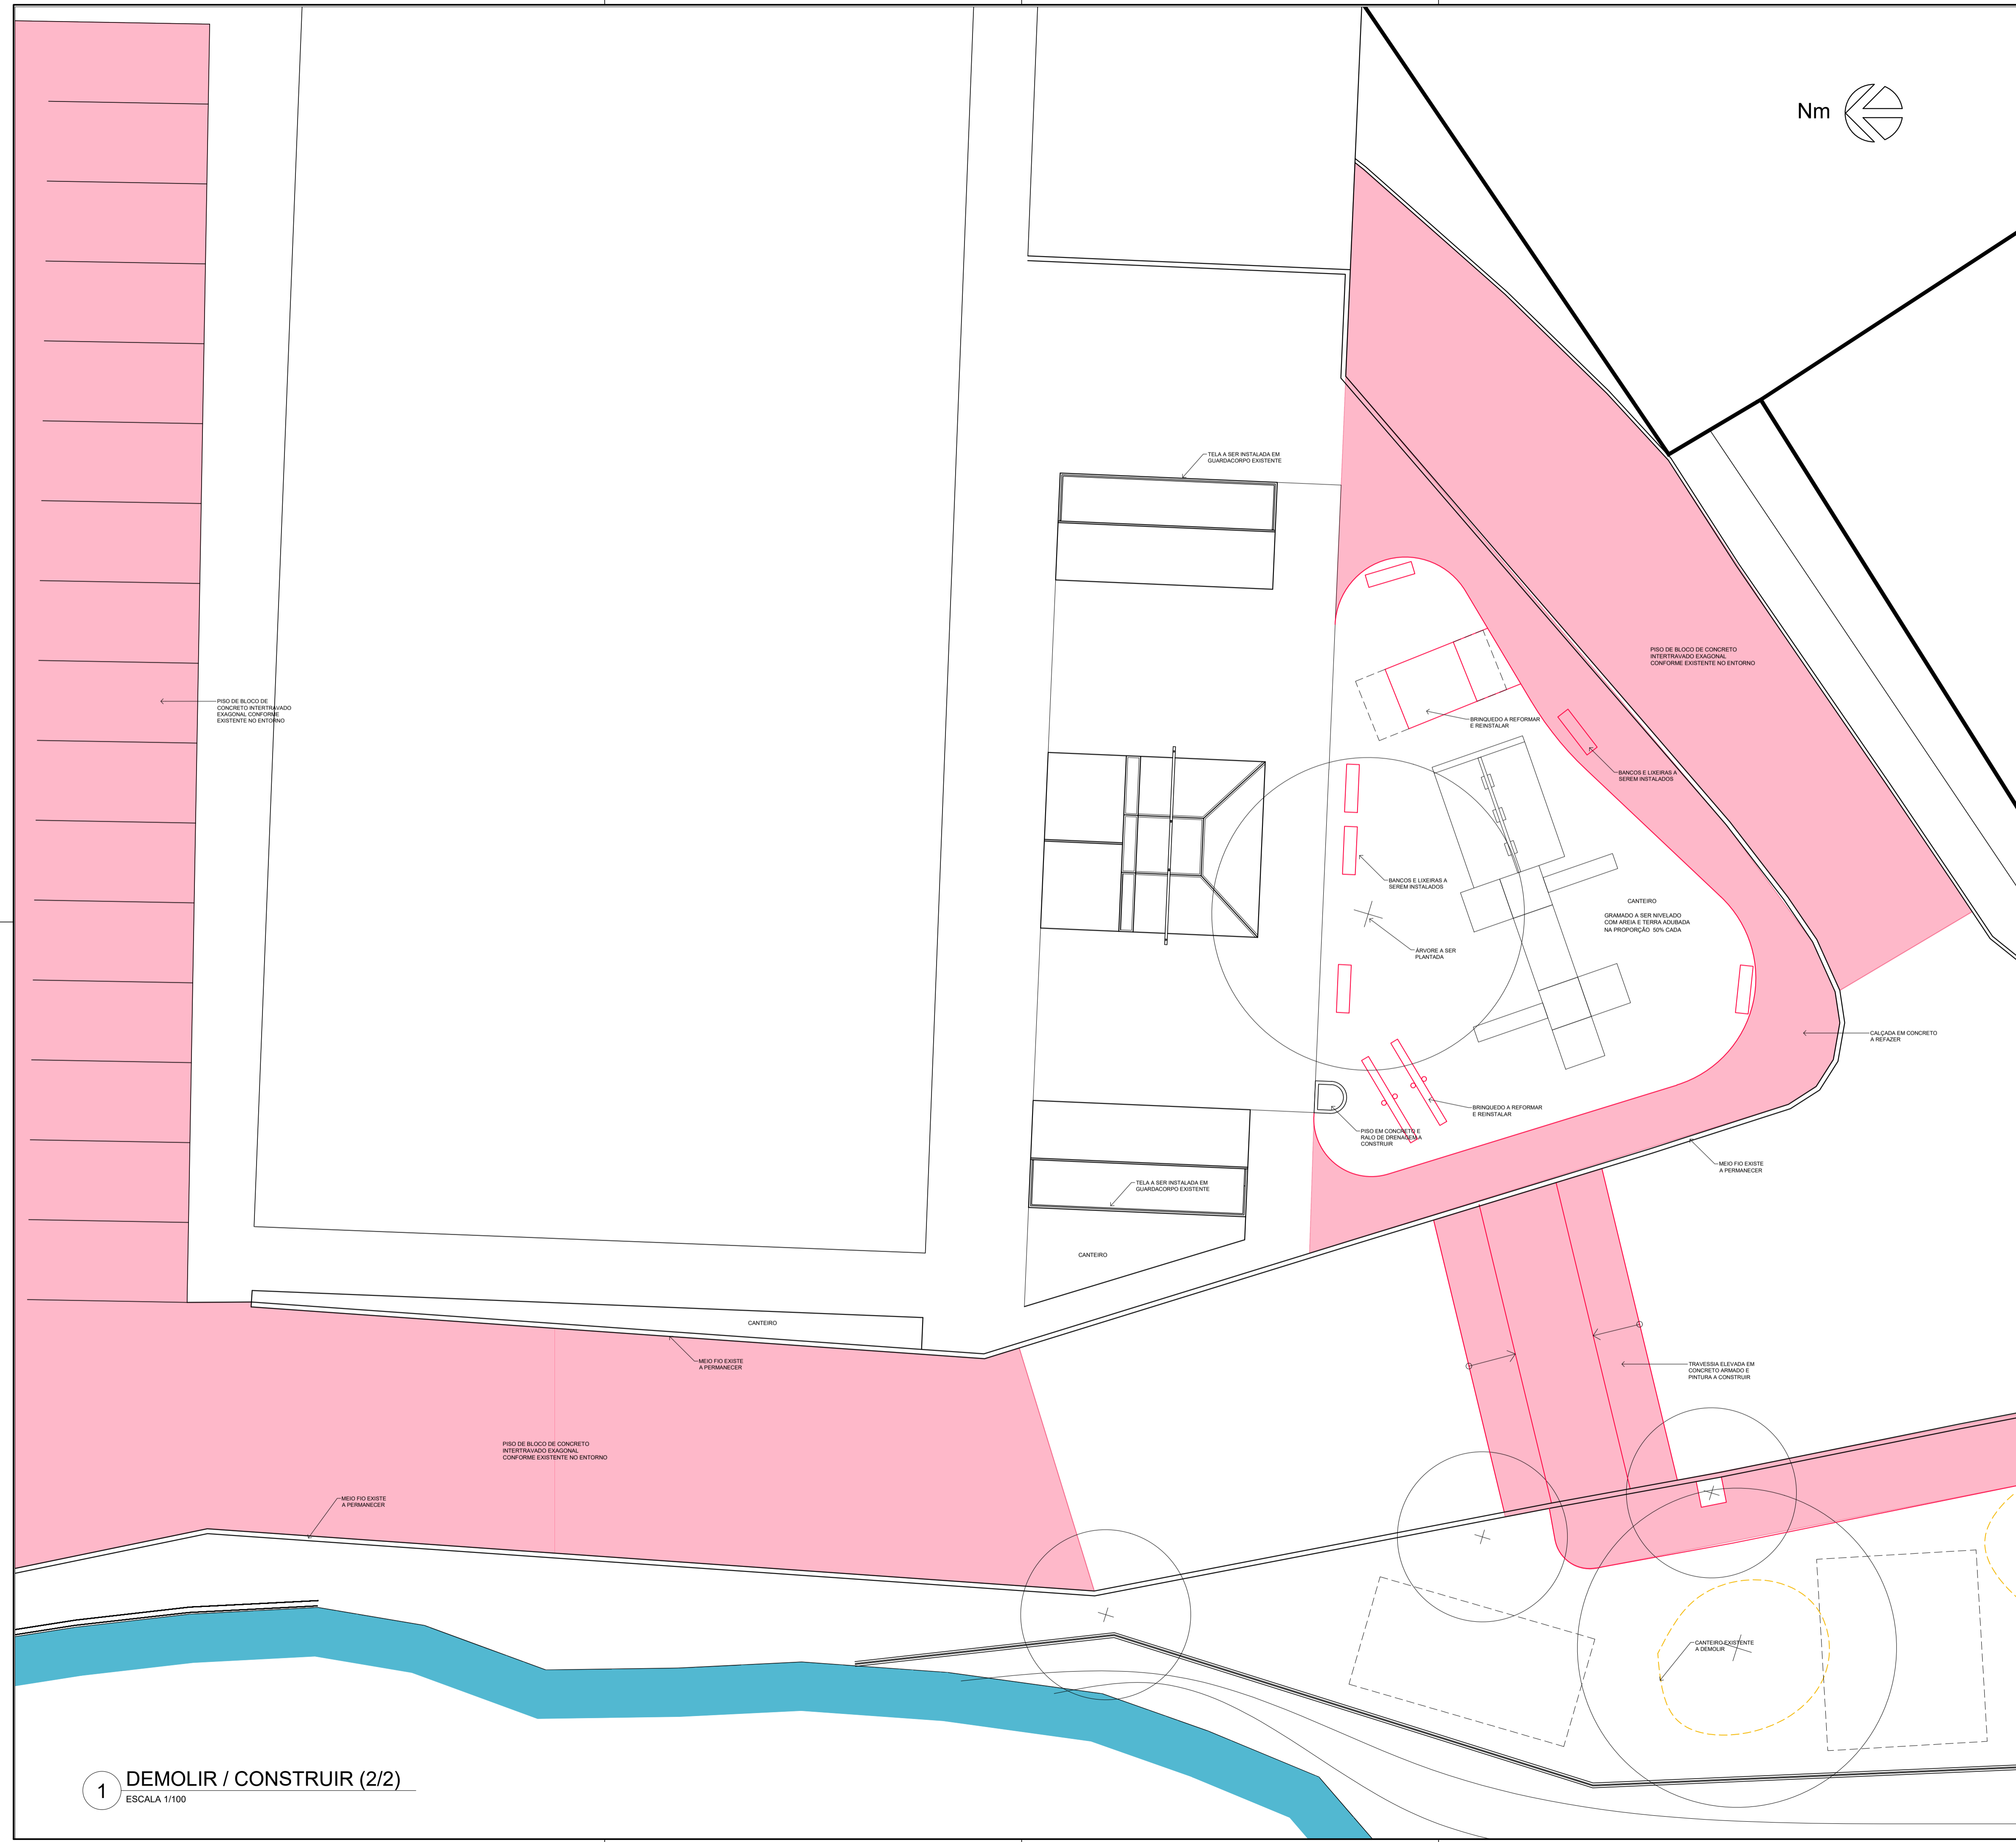 Nm
TELA A SER INSTALADA EM
GUARDACORPO EXISTENTE
PISO DE BLOCO DE CONCRETO
INTERTRAVADO EXAGONAL
CONFORME EXISTENTE NO ENTORNO
PISO DE BLOCO DE
CONCRETO INTERTRAVADO
EXAGONAL CONFORME
EXISTENTE NO ENTORNO
BRINQUEDO A REFORMAR
E REINSTALAR
BANCOS E LIXEIRAS A
SEREM INSTALADOS
BANCOS E LIXEIRAS A
SEREM INSTALADOS
CANTEIRO
GRAMADO A SER NIVELADO
COM AREIA E TERRA ADUBADA
NA PROPORÇÃO 50% CADA
ÁRVORE A SER
PLANTADA
CALÇADA EM CONCRETO
A REFAZER
BRINQUEDO A REFORMAR
E REINSTALAR
PISO EM CONCRETO E
RALO DE DRENAGEM A
CONSTRUIR
MEIO FIO EXISTE
A PERMANECER
TELA A SER INSTALADA EM
GUARDACORPO EXISTENTE
CANTEIRO
CANTEIRO
MEIO FIO EXISTE
A PERMANECER
TRAVESSIA ELEVADA EM
CONCRETO ARMADO E
PINTURA A CONSTRUIR
PISO DE BLOCO DE CONCRETO
INTERTRAVADO EXAGONAL
CONFORME EXISTENTE NO ENTORNO
MEIO FIO EXISTE
A PERMANECER
CANTEIRO EXISTENTE
A DEMOLIR
1
DEMOLIR / CONSTRUIR (2/2)
ESCALA 1/100